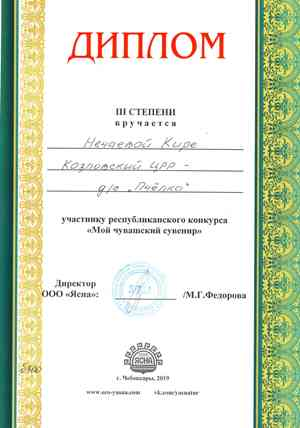 ДИПЛОМ
III СТЕПЕНИ
вручается
Нечаевой Кире
Козловский ЦРР -
д/с „Пчёлка“
участнику республиканского конкурса
«Мой чувашский сувенир»
Директор
ООО «Ясна»: /М.Г.Федорова
ЯСНА
г. Чебоксары, 2019